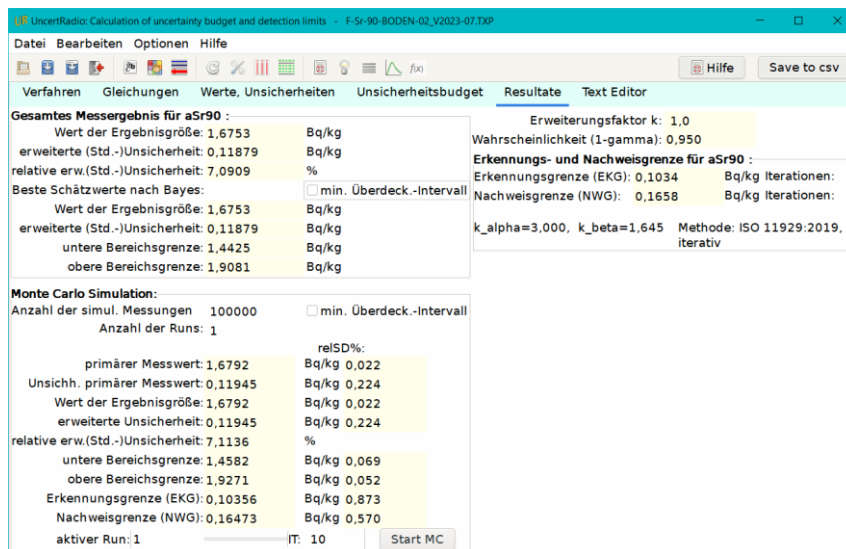 UR UncertRadio: Calculation of uncertainty budget and detection limits - F-Sr-90-BODEN-02_V2023-07.TXP
Datei Bearbeiten Optionen Hilfe
f(x) Hilfe Save to csv
Verfahren Gleichungen Werte, Unsicherheiten Unsicherheitsbudget Resultate Text Editor
Gesamtes Messergebnis für aSr90 :
Wert der Ergebnisgröße: 1,6753 Bq/kg
erweiterte (Std.-)Unsicherheit: 0,11879 Bq/kg
relative erw.(Std.-)Unsicherheit: 7,0909 %
Beste Schätzwerte nach Bayes: min. Überdeck.-Intervall
Wert der Ergebnisgröße: 1,6753 Bq/kg
erweiterte (Std.-)Unsicherheit: 0,11879 Bq/kg
untere Bereichsgrenze: 1,4425 Bq/kg
obere Bereichsgrenze: 1,9081 Bq/kg
Erweiterungsfaktor k: 1,0
Wahrscheinlichkeit (1-gamma): 0,950
Erkennungs- und Nachweisgrenze für aSr90 :
Erkennungsgrenze (EKG): 0,1034 Bq/kg Iterationen:
Nachweisgrenze (NWG): 0,1658 Bq/kg Iterationen:
k_alpha=3,000, k_beta=1,645 Methode: ISO 11929:2019,
iterativ
Monte Carlo Simulation:
Anzahl der simul. Messungen 100000 min. Überdeck.-Intervall
Anzahl der Runs: 1
relSD%:
primärer Messwert: 1,6792 Bq/kg 0,022
Unsichh. primärer Messwert: 0,11945 Bq/kg 0,224
Wert der Ergebnisgröße: 1,6792 Bq/kg 0,022
erweiterte Unsicherheit: 0,11945 Bq/kg 0,224
relative erw.(Std.-)Unsicherheit: 7,1136 %
untere Bereichsgrenze: 1,4582 Bq/kg 0,069
obere Bereichsgrenze: 1,9271 Bq/kg 0,052
Erkennungsgrenze (EKG): 0,10356 Bq/kg 0,873
Nachweisgrenze (NWG): 0,16473 Bq/kg 0,570
aktiver Run: 1 IT: 10 Start MC